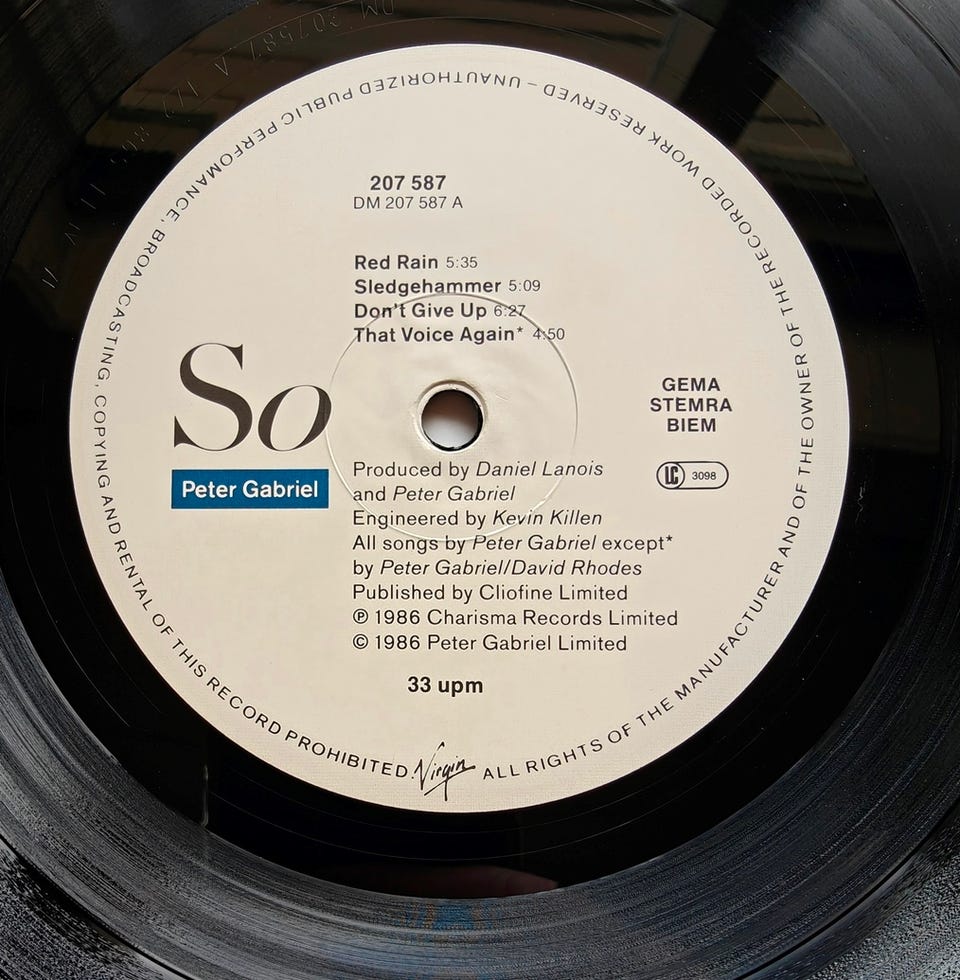 207 587
DM 207 587 A
Red Rain 5:35
Sledgehammer 5:09
Don't Give Up 6:27
That Voice Again* 4:50
So
Peter Gabriel
GEMA
STEMRA
BIEM
LC 3098
Produced by Daniel Lanois
and Peter Gabriel
Engineered by Kevin Killen
All songs by Peter Gabriel except*
by Peter Gabriel/David Rhodes
Published by Cliofine Limited
℗ 1986 Charisma Records Limited
© 1986 Peter Gabriel Limited
33 upm
Virgin
ALL RIGHTS OF THE MANUFACTURER AND OF THE OWNER OF THE RECORDED WORK RESERVED – UNAUTHORIZED PUBLIC PERFOMANCE, BROADCASTING, COPYING AND RENTAL OF THIS RECORD PROHIBITED.
DM 207587 A